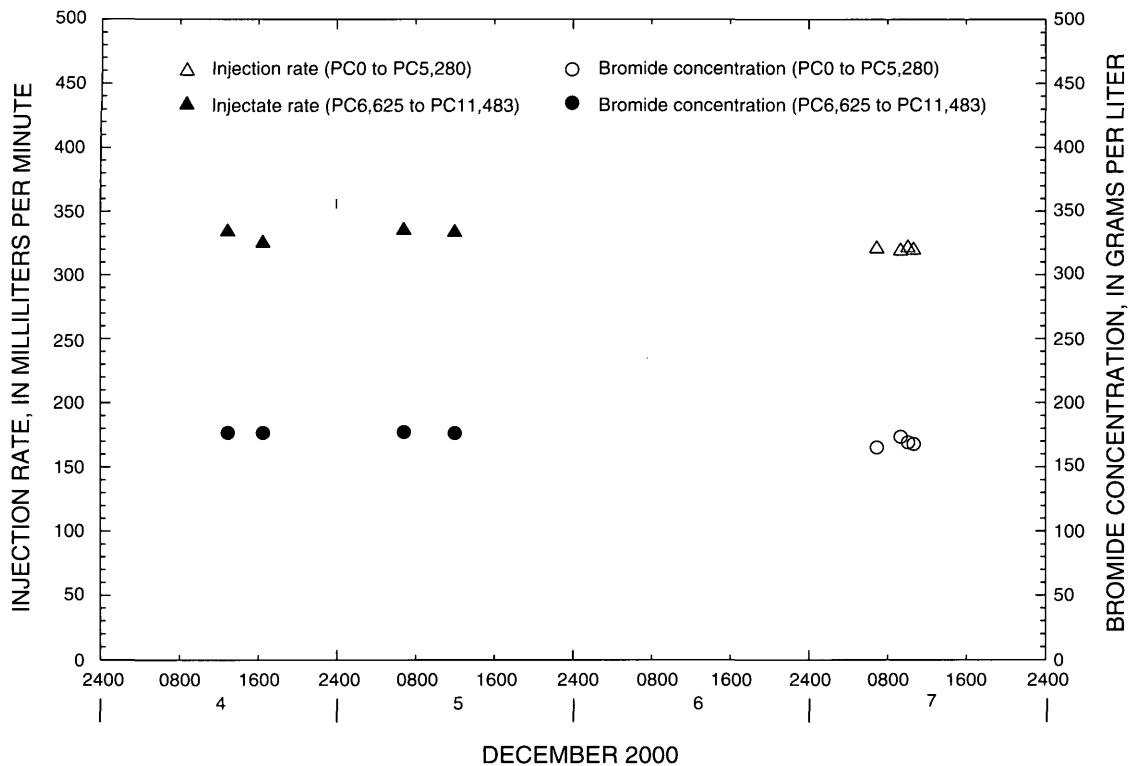 INJECTION RATE, IN MILLILITERS PER MINUTE
500
450
400
350
300
250
200
150
100
50
0
Injection rate (PC0 to PC5,280)
Injectate rate (PC6,625 to PC11,483)
Bromide concentration (PC0 to PC5,280)
Bromide concentration (PC6,625 to PC11,483)
500
450
400
350
300
250
200
150
100
50
0
BROMIDE CONCENTRATION, IN GRAMS PER LITER
2400 0800 1600 2400 0800 1600 2400 0800 1600 2400 0800 1600 2400
4 5 6 7
DECEMBER 2000